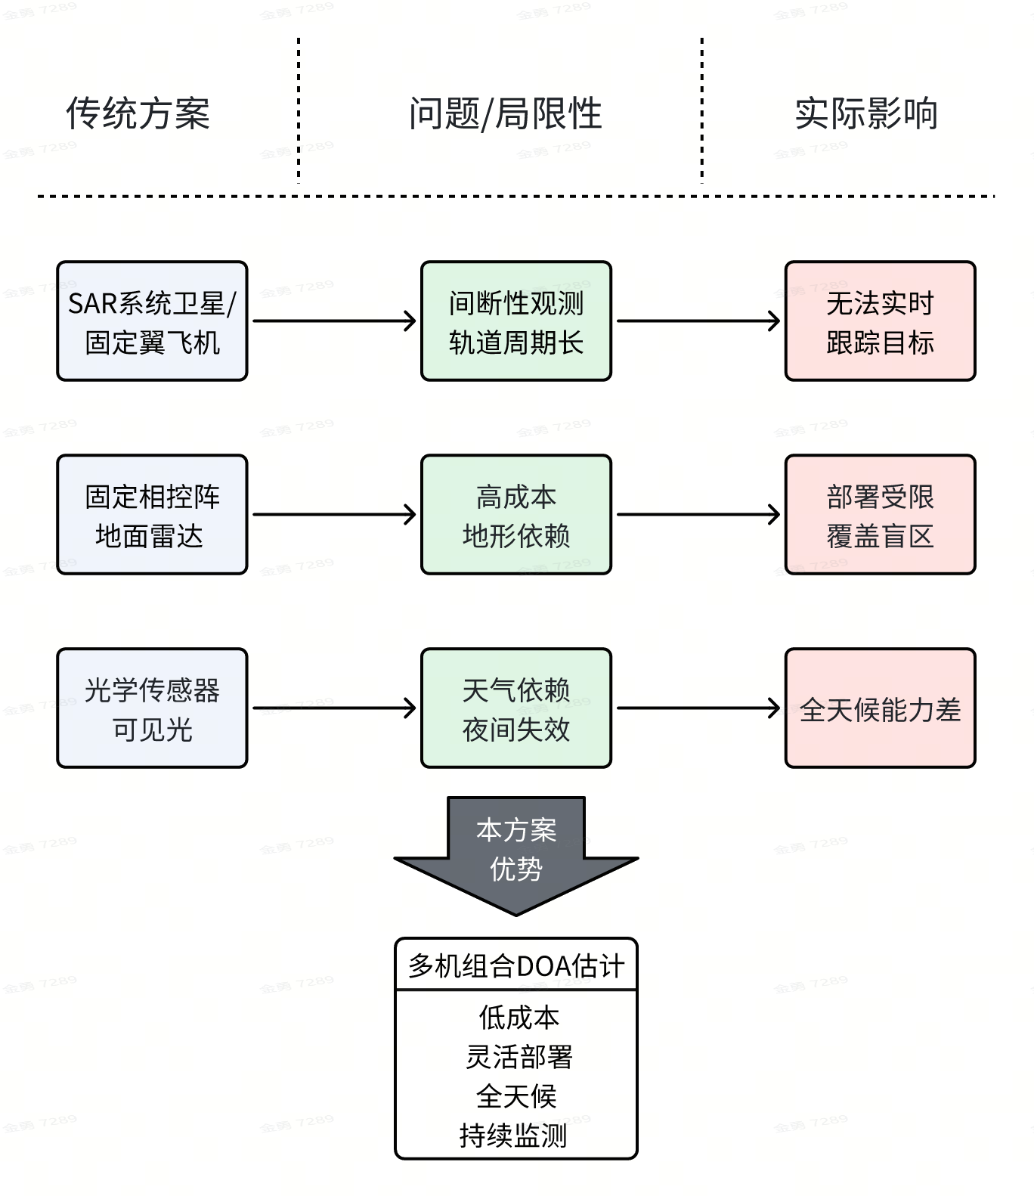 传统方案
问题/局限性
实际影响
SAR系统卫星/
固定翼飞机
间断性观测
轨道周期长
无法实时
跟踪目标
固定相控阵
地面雷达
高成本
地形依赖
部署受限
覆盖盲区
光学传感器
可见光
天气依赖
夜间失效
全天候能力差
本方案
优势
多机组合DOA估计
低成本
灵活部署
全天候
持续监测
金勇 7289